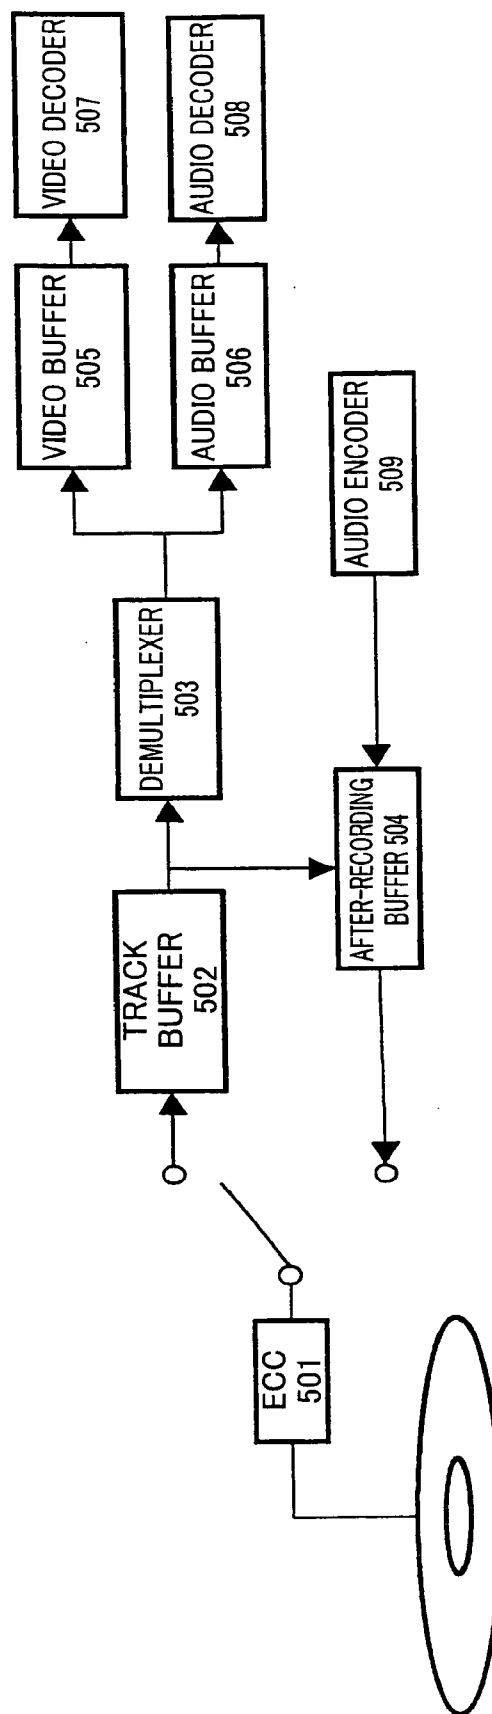 ECC
501
TRACK
BUFFER
502
DEMULTIPLEXER
503
VIDEO BUFFER
505
VIDEO DECODER
507
AUDIO BUFFER
506
AUDIO DECODER
508
AFTER-RECORDING
BUFFER 504
AUDIO ENCODER
509